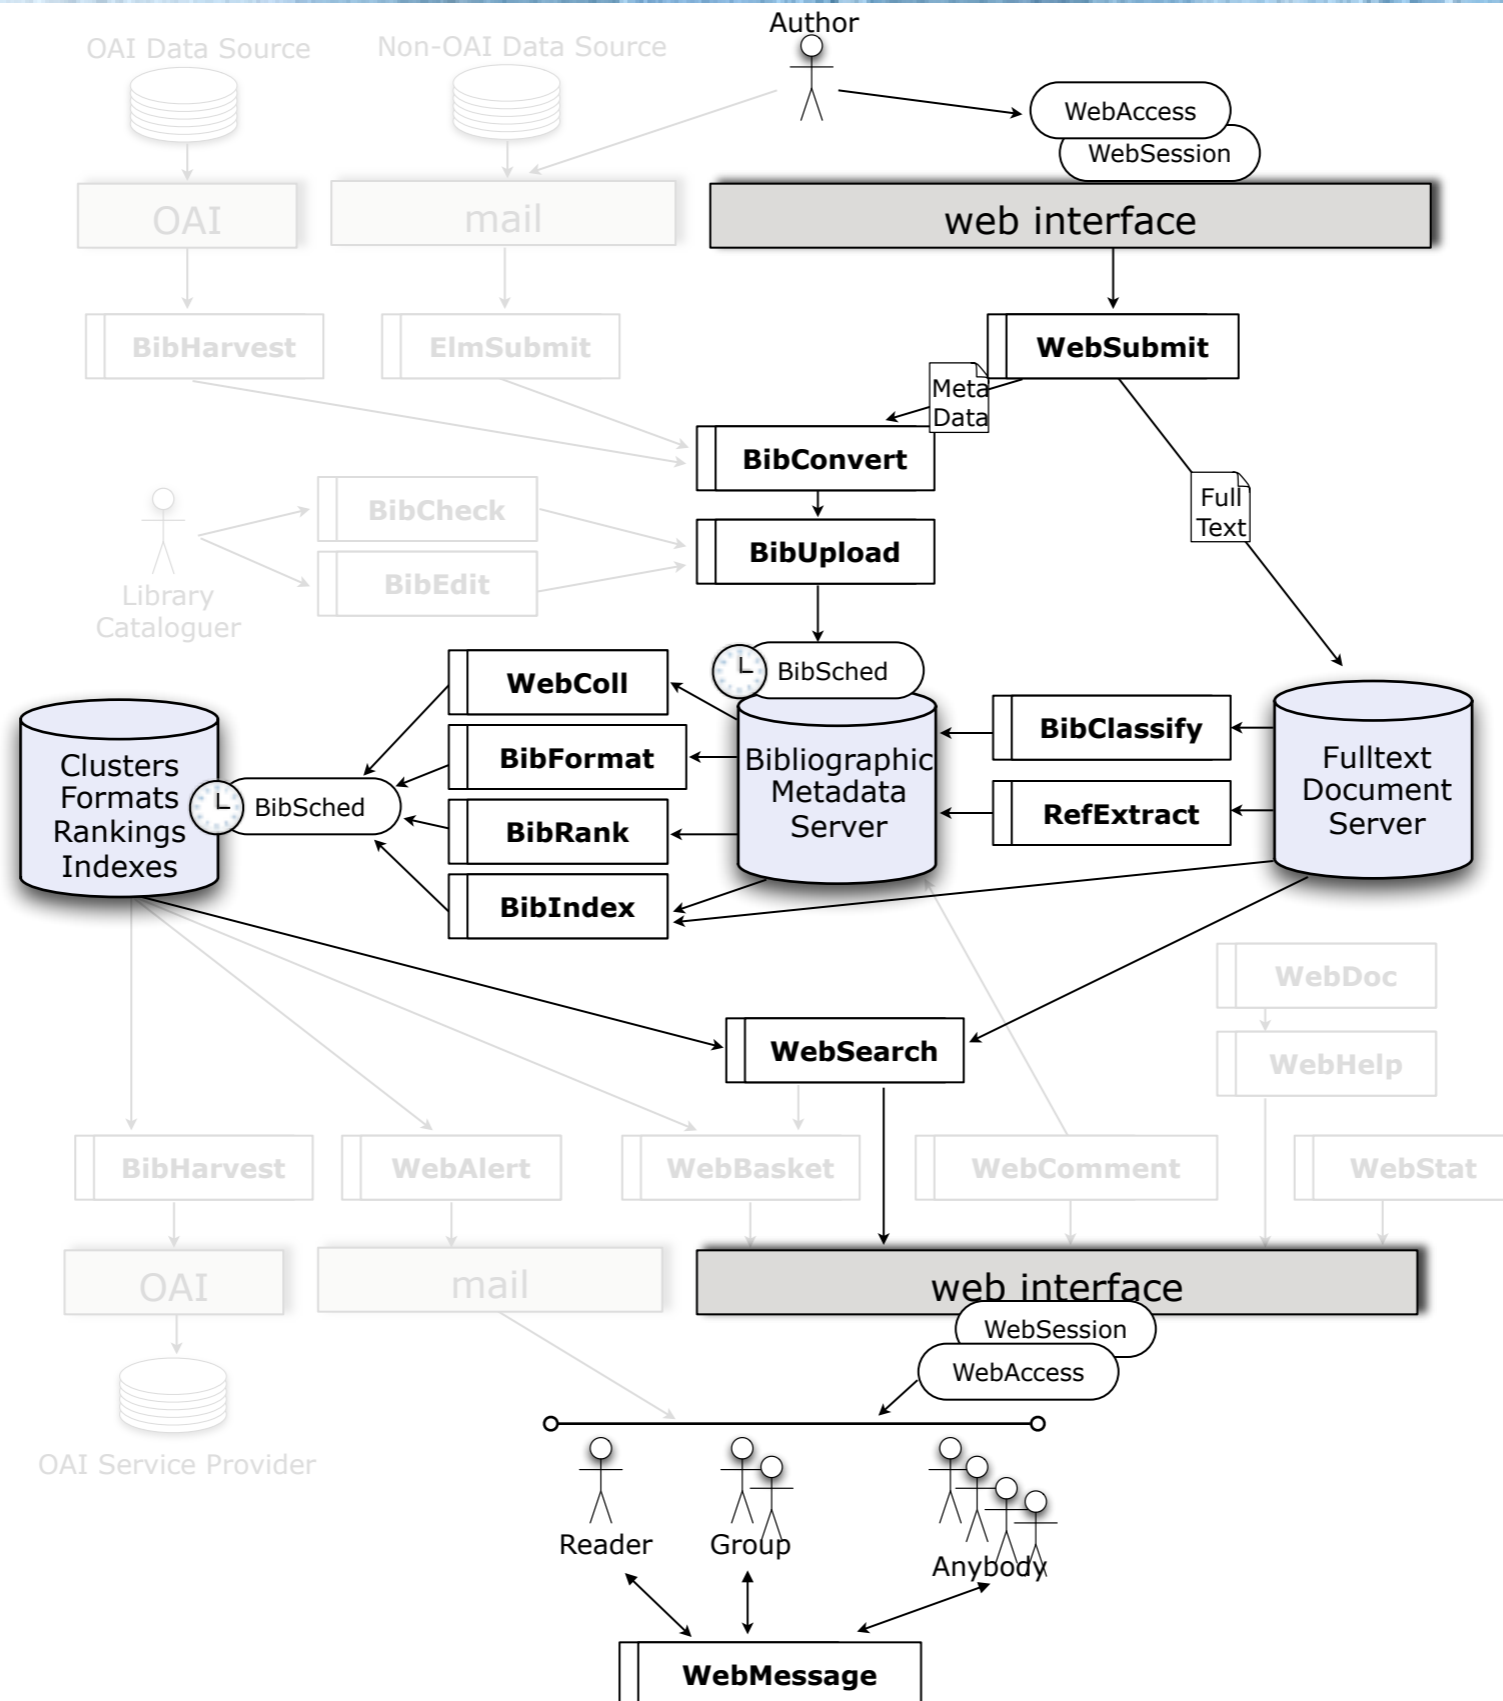 Author
OAI Data Source
Non-OAI Data Source
WebAccess
WebSession
OAI
mail
web interface
BibHarvest
ElmSubmit
WebSubmit
Meta
Data
BibConvert
Full
Text
BibCheck
BibUpload
BibEdit
Library
Cataloguer
BibSched
WebColl
BibFormat
BibRank
BibIndex
Clusters
Formats
Rankings
Indexes
BibSched
Bibliographic
Metadata
Server
BibClassify
RefExtract
Fulltext
Document
Server
WebDoc
WebSearch
WebHelp
BibHarvest
WebAlert
WebBasket
WebComment
WebStat
OAI
mail
web interface
WebSession
WebAccess
OAI Service Provider
Reader
Group
Anybody
WebMessage